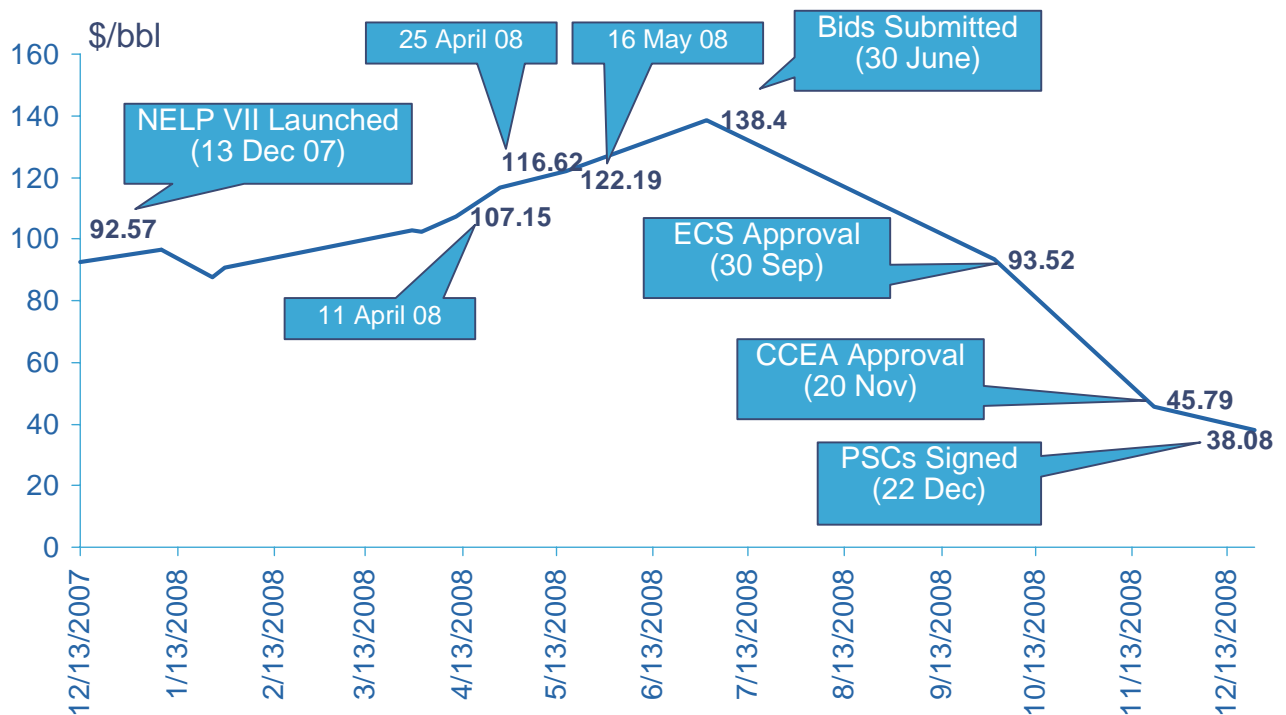 $/bbl
160
140
120
100
80
60
40
20
0
NELP VII Launched
(13 Dec 07)
25 April 08
16 May 08
Bids Submitted
(30 June)
11 April 08
ECS Approval
(30 Sep)
CCEA Approval
(20 Nov)
PSCs Signed
(22 Dec)
92.57
107.15
116.62
122.19
138.4
93.52
45.79
38.08
12/13/2007
1/13/2008
2/13/2008
3/13/2008
4/13/2008
5/13/2008
6/13/2008
7/13/2008
8/13/2008
9/13/2008
10/13/2008
11/13/2008
12/13/2008